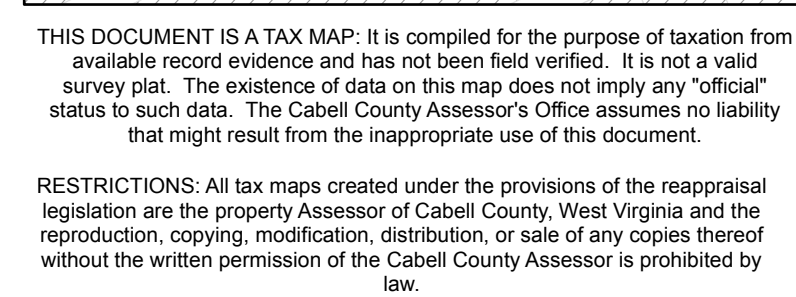 THIS DOCUMENT IS A TAX MAP: It is compiled for the purpose of taxation from
available record evidence and has not been field verified. It is not a valid
survey plat. The existence of data on this map does not imply any "official"
status to such data. The Cabell County Assessor's Office assumes no liability
that might result from the inappropriate use of this document.
RESTRICTIONS: All tax maps created under the provisions of the reappraisal
legislation are the property Assessor of Cabell County, West Virginia and the
reproduction, copying, modification, distribution, or sale of any copies thereof
without the written permission of the Cabell County Assessor is prohibited by
law.